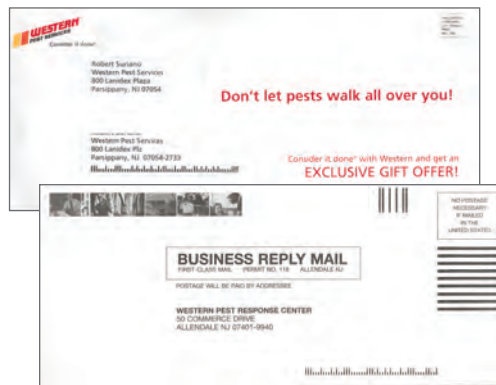 WESTERN
PEST SERVICES
Consider it done.
Robert Suriano
Western Pest Services
800 Lanidex Plaza
Parsippany, NJ 07054
Don't let pests walk all over you!
Western Pest Services
800 Lanidex Plz
Parsippany, NJ 07054-2733
Consider it done® with Western and get an
EXCLUSIVE GIFT OFFER!
NO POSTAGE
NECESSARY
IF MAILED
IN THE
UNITED STATES
BUSINESS REPLY MAIL
FIRST-CLASS MAIL PERMIT NO. 118 ALLENDALE NJ
POSTAGE WILL BE PAID BY ADDRESSEE
WESTERN PEST RESPONSE CENTER
50 COMMERCE DRIVE
ALLENDALE NJ 07401-9940